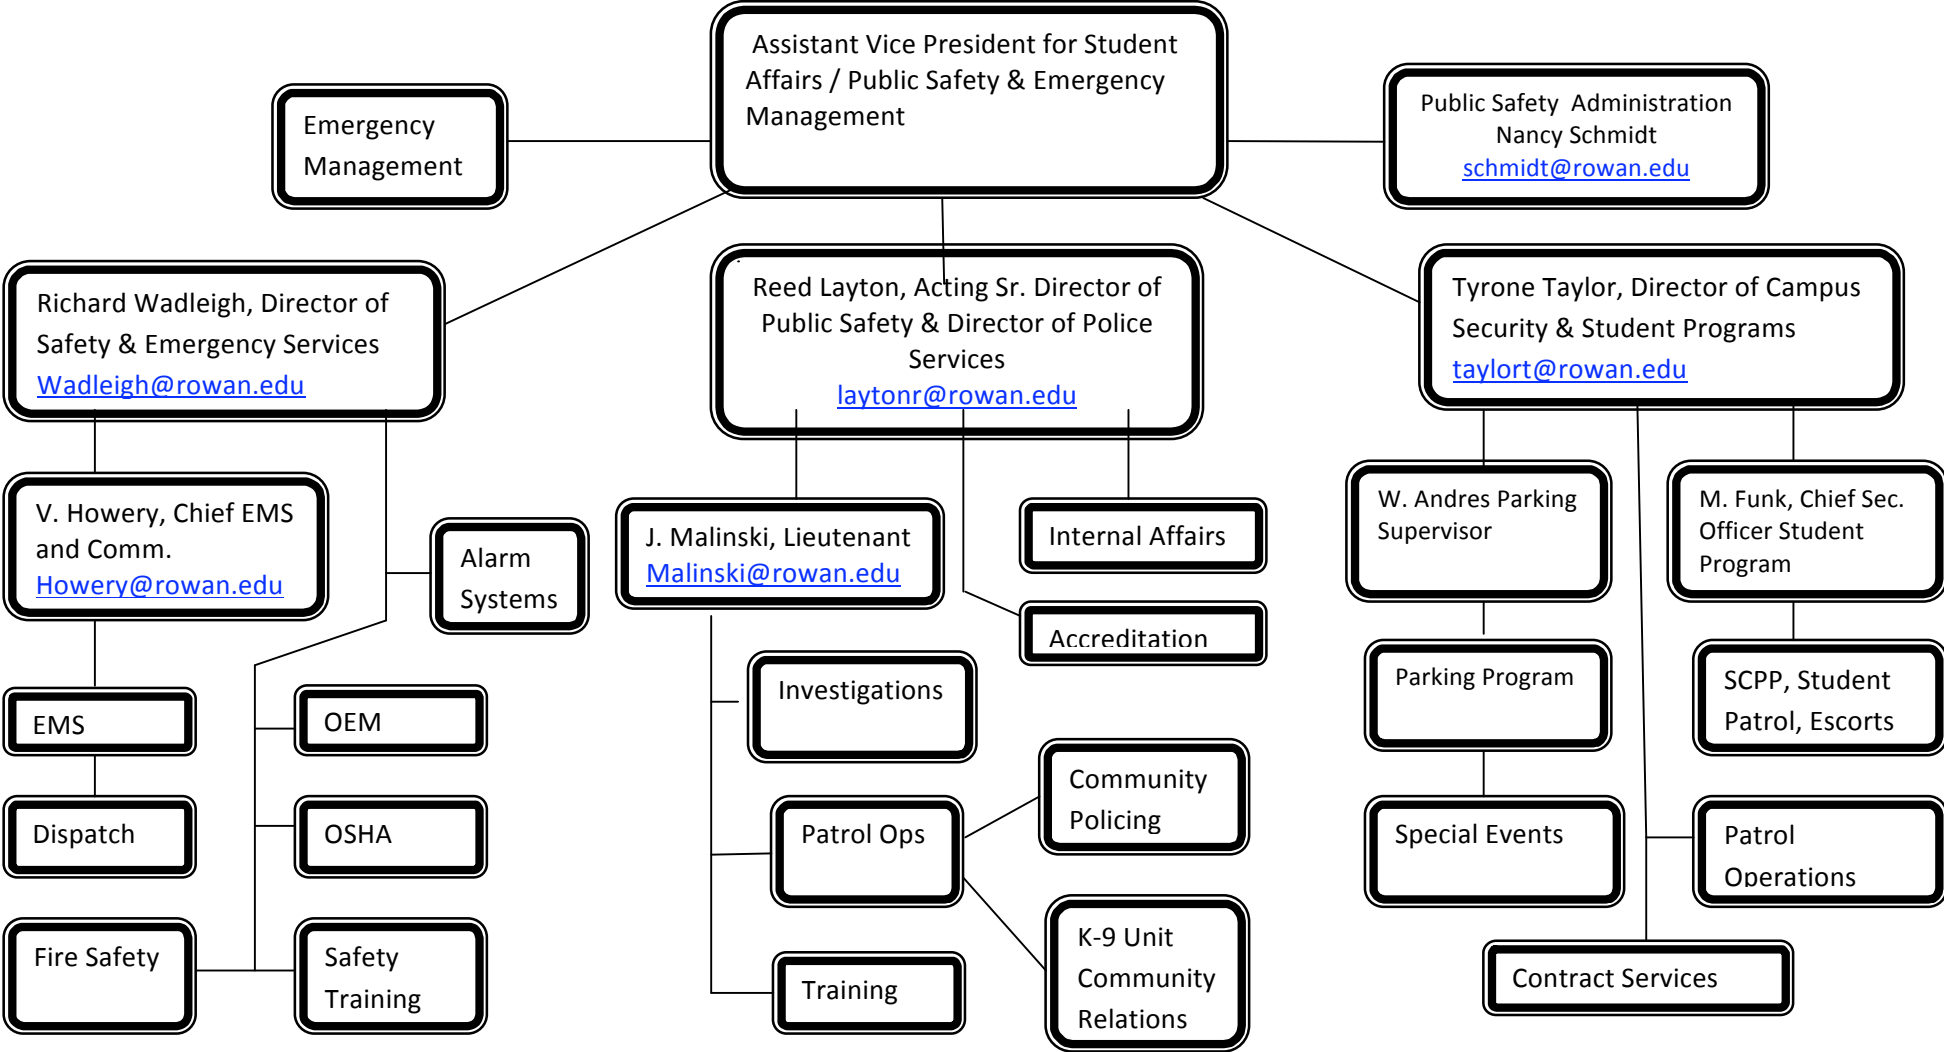 Assistant Vice President for Student
Affairs / Public Safety & Emergency
Management
Emergency
Management
Public Safety  Administration
Nancy Schmidt
schmidt@rowan.edu
Richard Wadleigh, Director of
Safety & Emergency Services
Wadleigh@rowan.edu
Reed Layton, Acting Sr. Director of
Public Safety & Director of Police
Services
laytonr@rowan.edu
Tyrone Taylor, Director of Campus
Security & Student Programs
taylort@rowan.edu
V. Howery, Chief EMS
and Comm.
Howery@rowan.edu
Alarm
Systems
J. Malinski, Lieutenant
Malinski@rowan.edu
Internal Affairs
Accreditation
W. Andres Parking
Supervisor
M. Funk, Chief Sec.
Officer Student
Program
EMS
OEM
Investigations
Parking Program
SCPP, Student
Patrol, Escorts
Dispatch
OSHA
Patrol Ops
Community
Policing
Special Events
Patrol
Operations
Fire Safety
Safety
Training
Training
K-9 Unit
Community
Relations
Contract Services